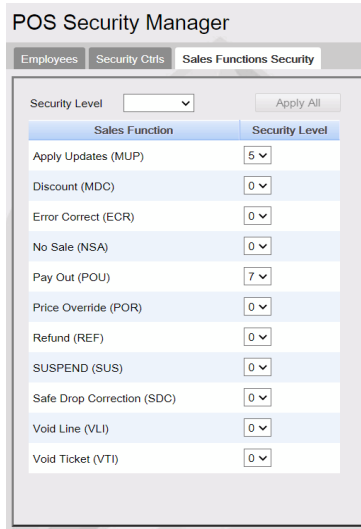 POS Security Manager
Employees Security Ctrls Sales Functions Security
Security Level Apply All
Sales Function Security Level
Apply Updates (MUP) 5
Discount (MDC) 0
Error Correct (ECR) 0
No Sale (NSA) 0
Pay Out (POU) 7
Price Override (POR) 0
Refund (REF) 0
SUSPEND (SUS) 0
Safe Drop Correction (SDC) 0
Void Line (VLI) 0
Void Ticket (VTI) 0